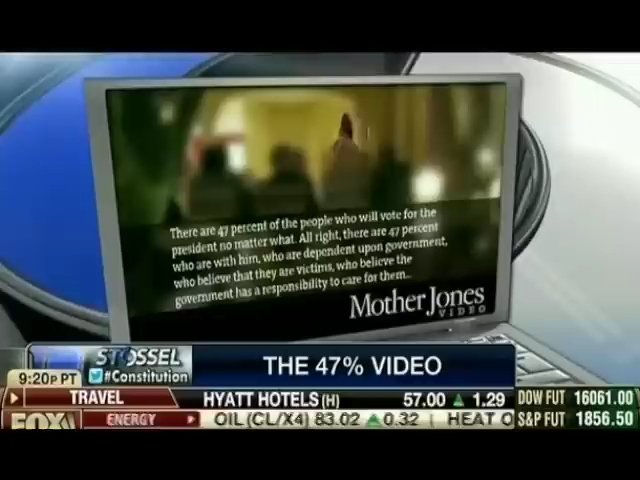 There are 47 percent of the people who will vote for the
president no matter what. All right, there are 47 percent
who are with him, who are dependent upon government,
who believe that they are victims, who believe the
government has a responsibility to care for them...
Mother Jones
VIDEO
STOSSEL
#Constitution
THE 47% VIDEO
9:20P PT
TRAVEL
HYATT HOTELS (H) 57.00 ▲ 1.29
DOW FUT 16061.00
FOX
ENERGY
OIL (CL/X4) 83.02 ▲ 0.32 HEAT O
S&P FUT 1856.50